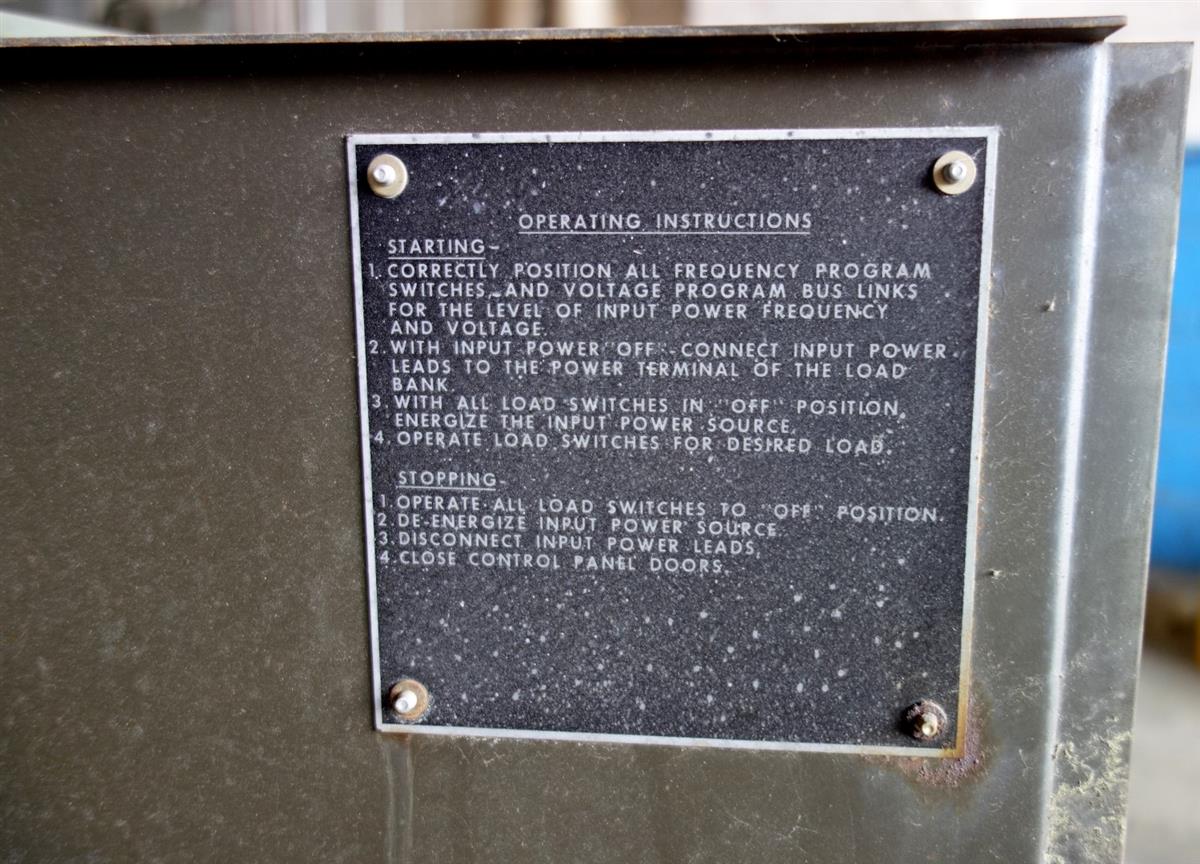 OPERATING INSTRUCTIONS
STARTING-
1. CORRECTLY POSITION ALL FREQUENCY PROGRAM
SWITCHES, AND VOLTAGE PROGRAM BUS LINKS
FOR THE LEVEL OF INPUT POWER FREQUENCY
AND VOLTAGE.
2. WITH INPUT POWER "OFF" CONNECT INPUT POWER
LEADS TO THE POWER TERMINAL OF THE LOAD
BANK.
3. WITH ALL LOAD SWITCHES IN "OFF" POSITION,
ENERGIZE THE INPUT POWER SOURCE.
4. OPERATE LOAD SWITCHES FOR DESIRED LOAD.
STOPPING-
1. OPERATE ALL LOAD SWITCHES TO "OFF" POSITION.
2. DE-ENERGIZE INPUT POWER SOURCE.
3. DISCONNECT INPUT POWER LEADS.
4. CLOSE CONTROL PANEL DOORS.